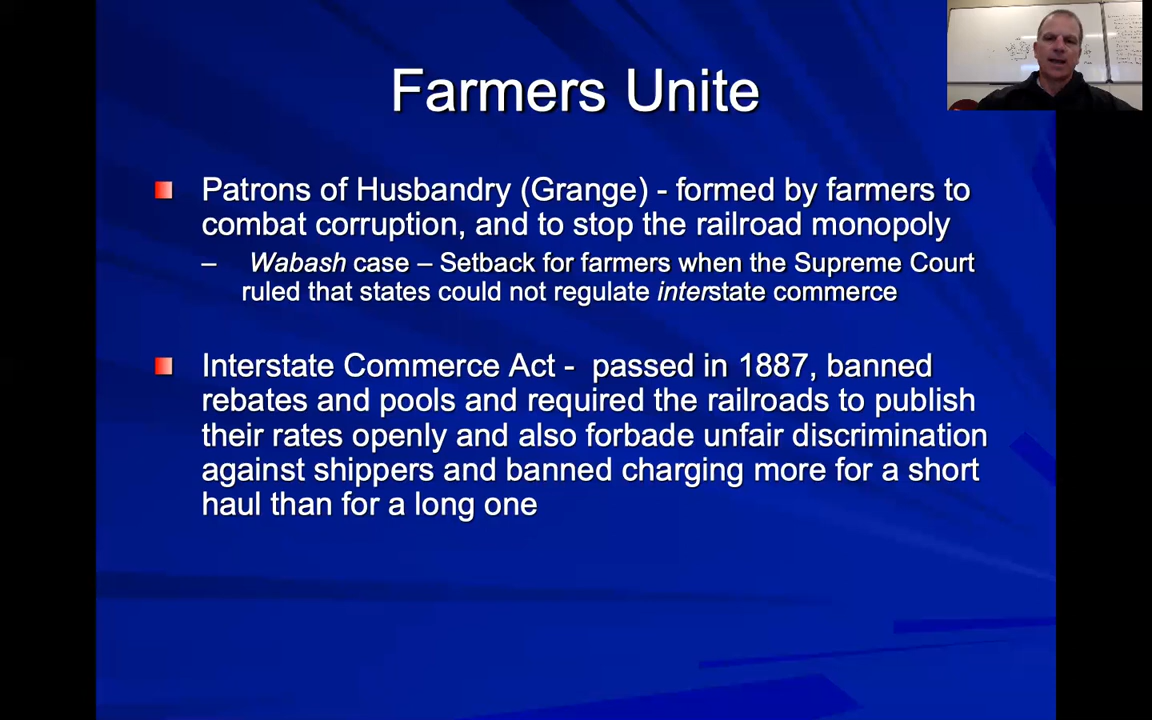 Farmers Unite
Patrons of Husbandry (Grange) - formed by farmers to
combat corruption, and to stop the railroad monopoly
– Wabash case – Setback for farmers when the Supreme Court
ruled that states could not regulate interstate commerce
Interstate Commerce Act - passed in 1887, banned
rebates and pools and required the railroads to publish
their rates openly and also forbade unfair discrimination
against shippers and banned charging more for a short
haul than for a long one